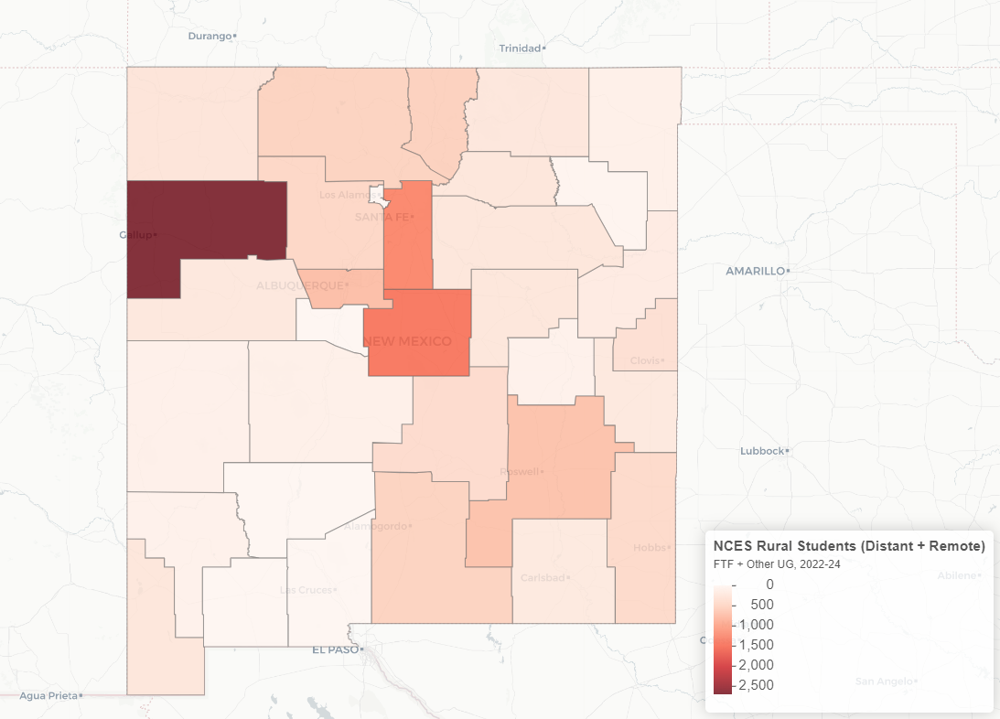 Durango
Trinidad
Los Alamos
SANTA FE
Gallup
AMARILLO
ALBUQUERQUE
NEW MEXICO
Clovis
Lubbock
Roswell
Alamogordo
Hobbs
Carlsbad
Las Cruces
EL PASO
Agua Prieta
NCES Rural Students (Distant + Remote)
FTF + Other UG, 2022-24
0
500
1,000
1,500
2,000
2,500
Abilene
San Angelo